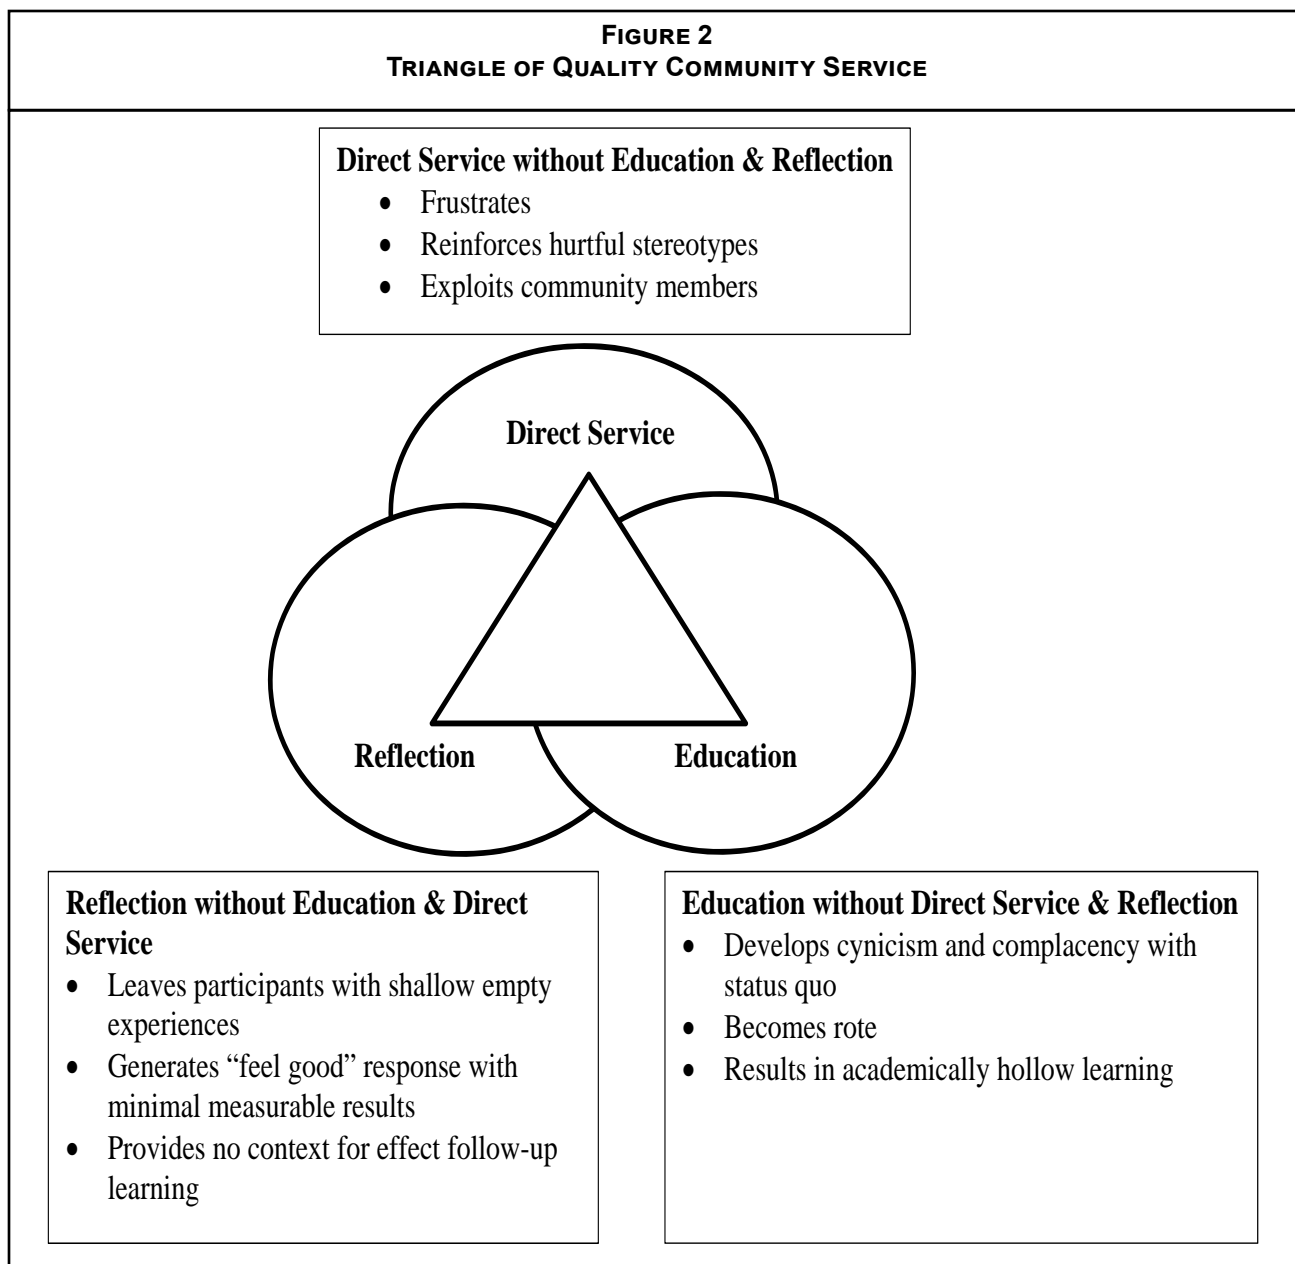 FIGURE 2
TRIANGLE OF QUALITY COMMUNITY SERVICE
Direct Service without Education & Reflection
• Frustrates
• Reinforces hurtful stereotypes
• Exploits community members
Direct Service
Reflection
Education
Reflection without Education & Direct
Service
• Leaves participants with shallow empty
experiences
• Generates “feel good” response with
minimal measurable results
• Provides no context for effect follow-up
learning
Education without Direct Service & Reflection
• Develops cynicism and complacency with
status quo
• Becomes rote
• Results in academically hollow learning